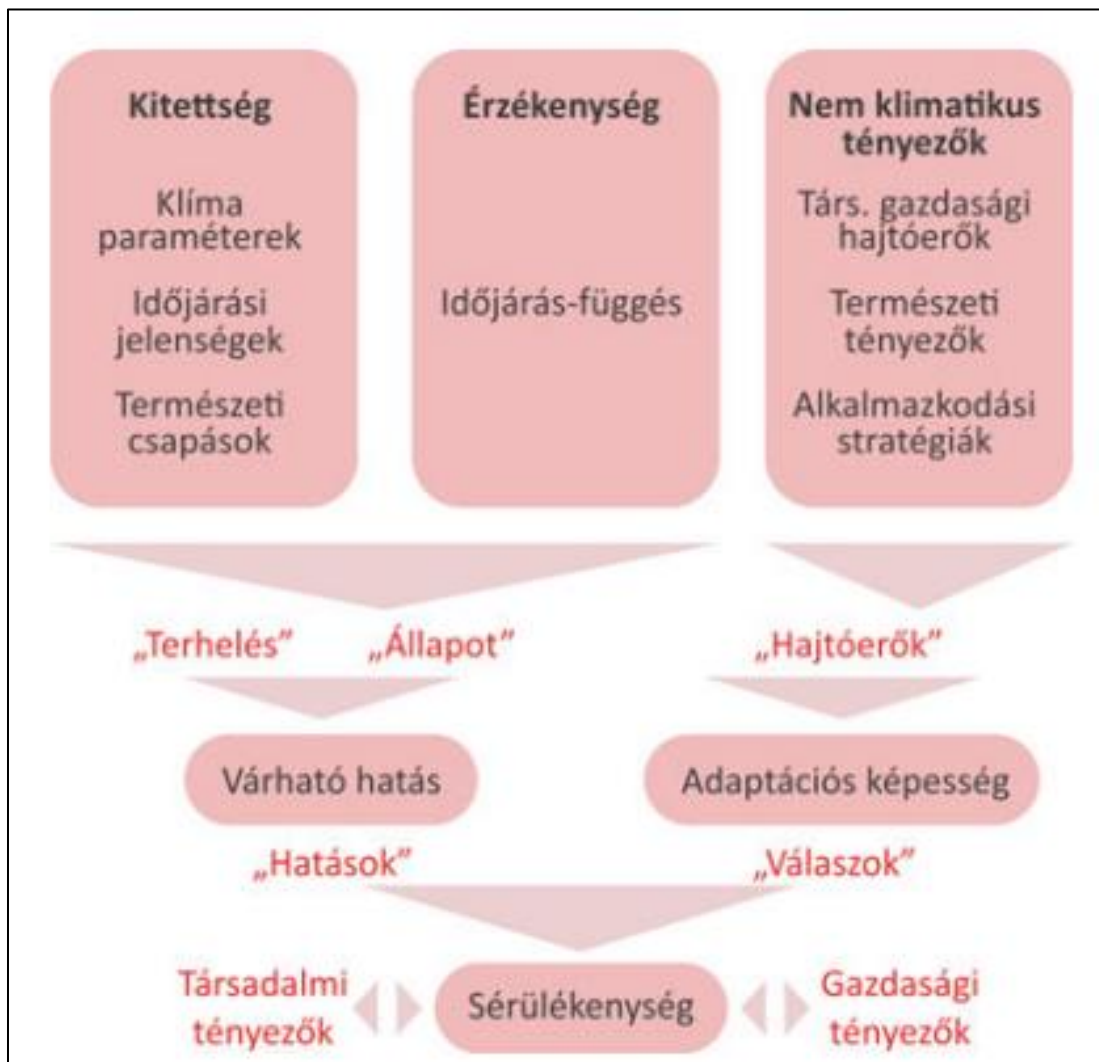 Kitettség
Klíma
paraméterek
Időjárási
jelenségek
Természeti
csapások
Érzékenység
Időjárás-függés
Nem klimatikus
tényezők
Társ. gazdasági
hajtóerők
Természeti
tényezők
Alkalmazkodási
stratégiák
„Terhelés”
„Állapot”
„Hajtóerők”
Várható hatás
Adaptációs képesség
„Hatások”
„Válaszok”
Társadalmi
tényezők
Sérülékenység
Gazdasági
tényezők